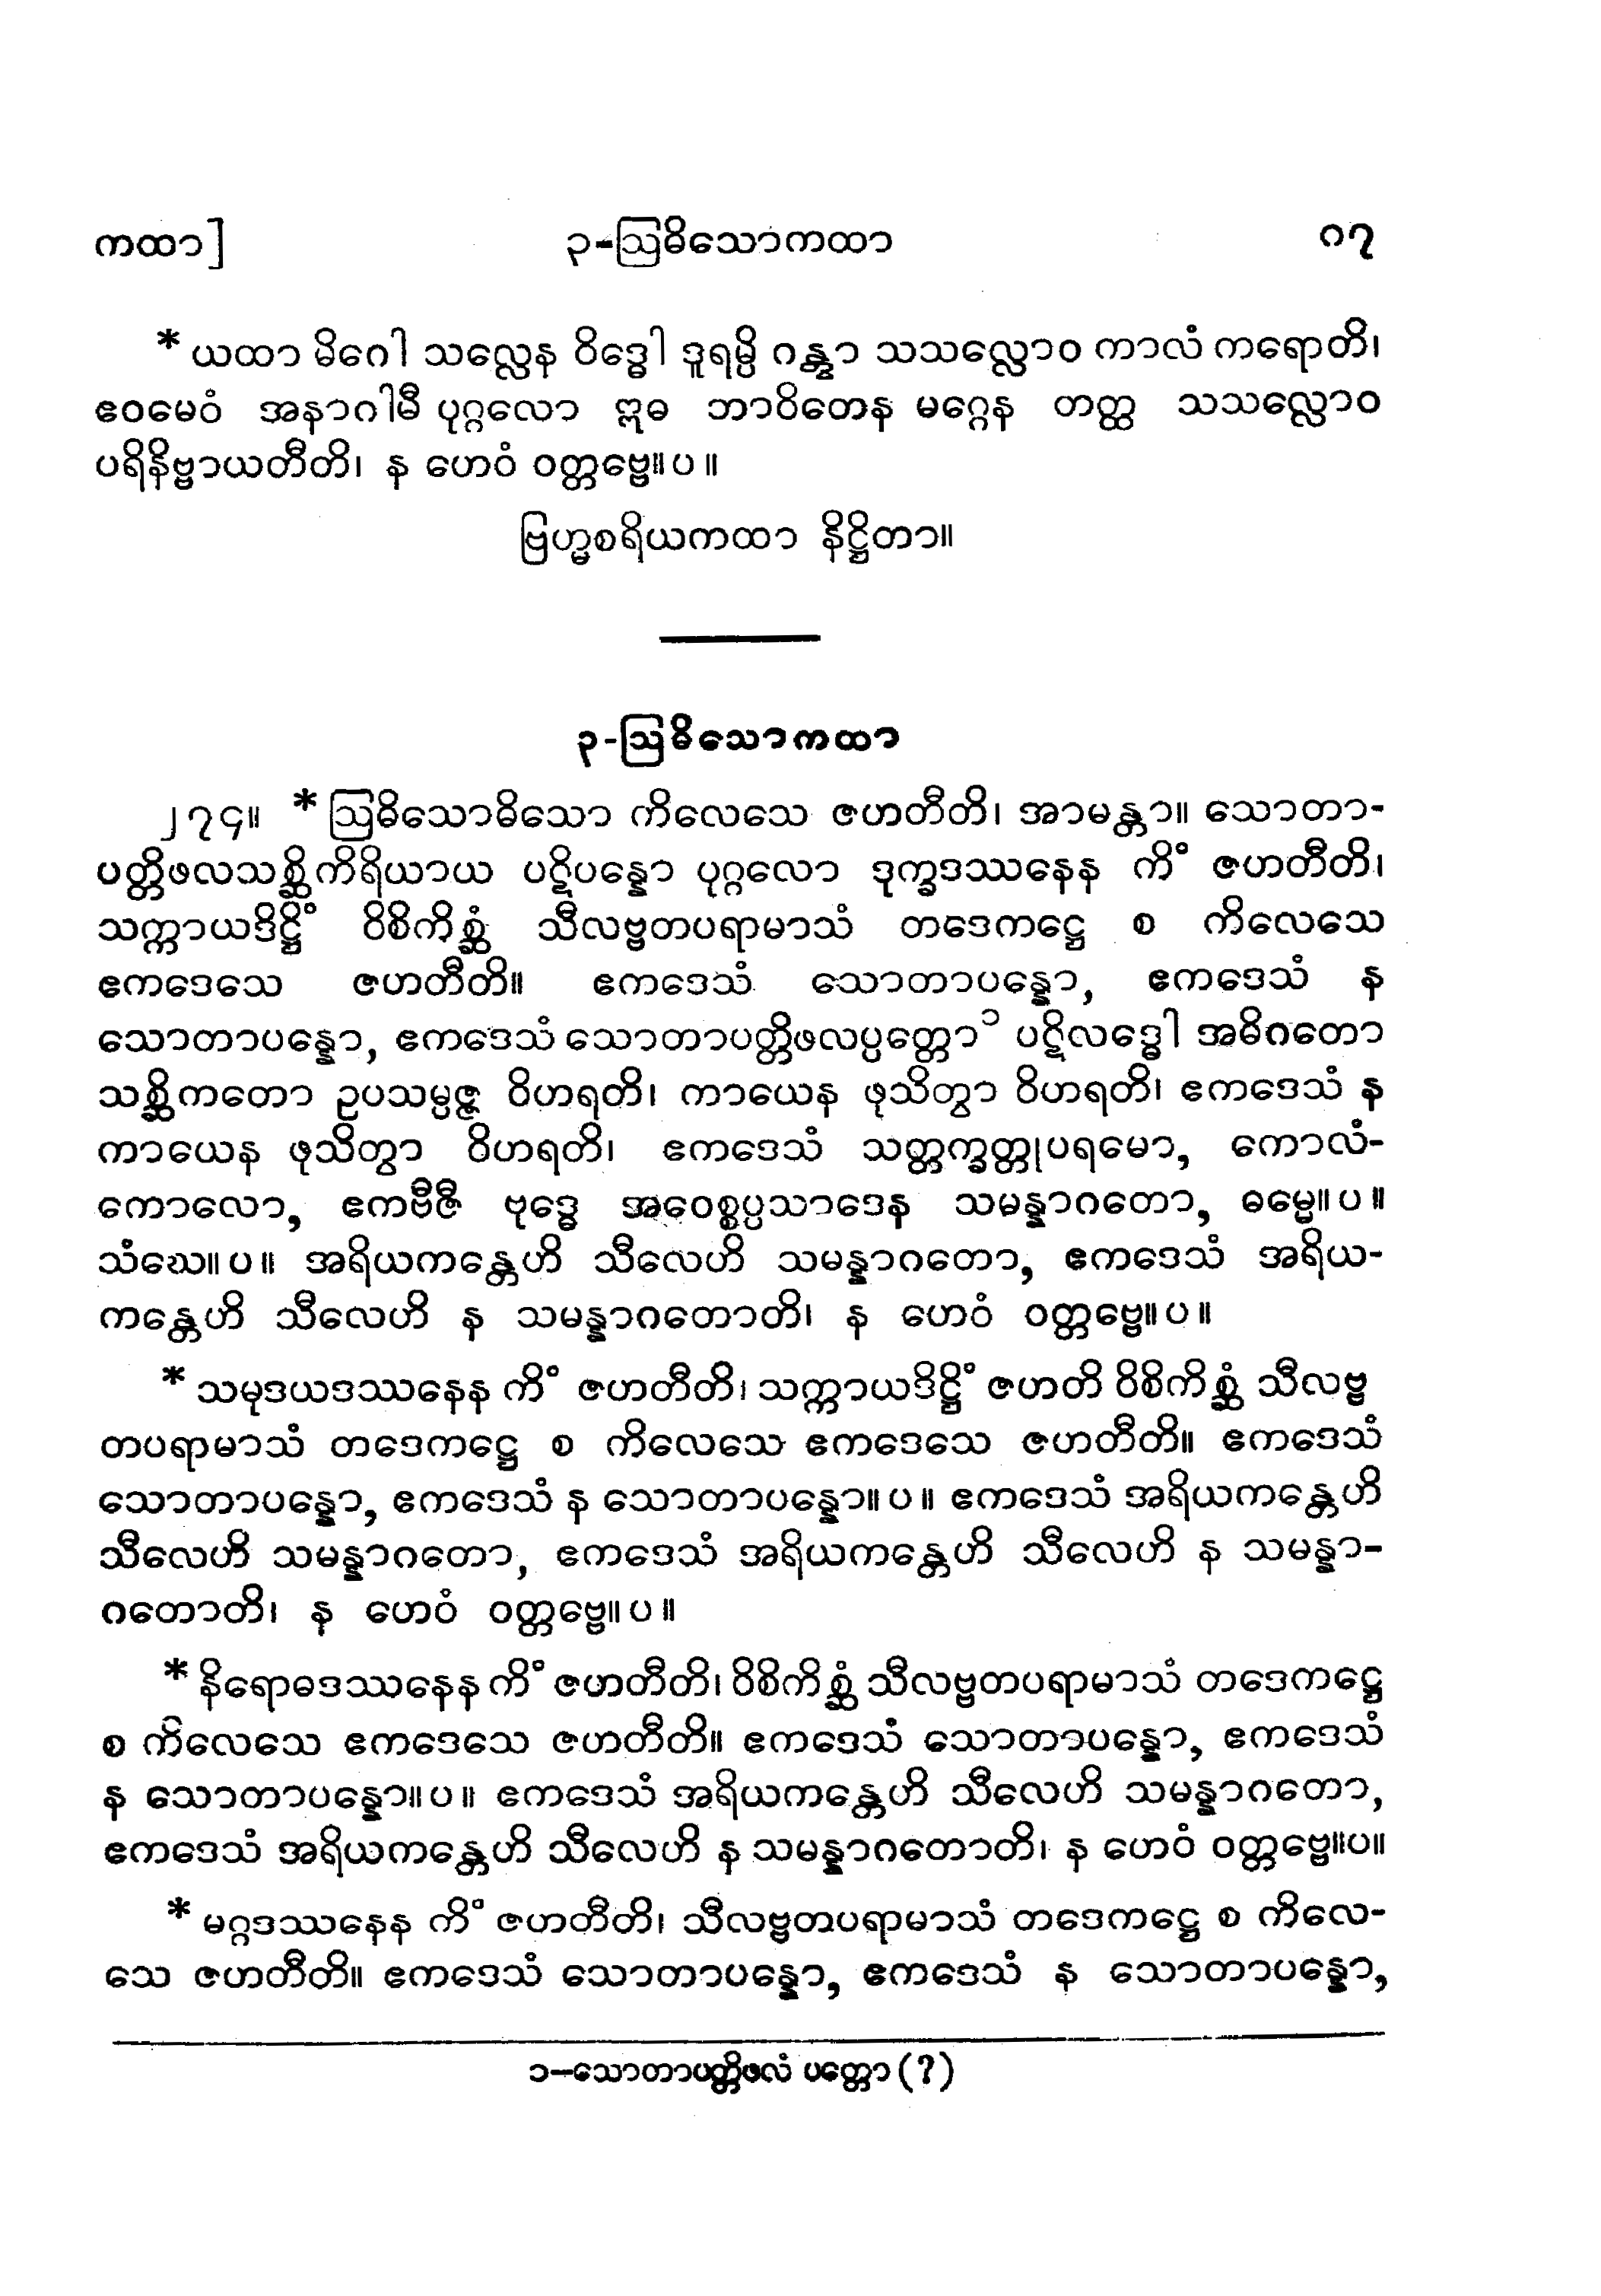 ကထာ] ၃-ဩဓိသောကထာ ၈၇
* ယထာ မိဂေါ သလ္လေန ဝိဒ္ဓေါ ဒူရမ္ပိ ဂန္တွာ သသလ္လောဝ ကာလံ ကရောတိ၊
ဧဝမေဝံ အနာဂါမီ ပုဂ္ဂလော ဣဓ ဘာဝိတေန မဂ္ဂေန တတ္ထ သသလ္လောဝ
ပရိနိဗ္ဗာယတီတိ၊ န ဟေဝံ ဝတ္တဗ္ဗေ။ပ။
ဗြဟ္မစရိယကထာ နိဋ္ဌိတာ။
၃-ဩဓိသောကထာ
၂၇၄။ * ဩဓိသောဓိသော ကိလေသေ ဇဟတီတိ၊ အာမန္တာ။ သောတာ-
ပတ္တိဖလသစ္ဆိကိရိယာယ ပဋိပန္နော ပုဂ္ဂလော ဒုက္ခဒဿနေန ကိံ ဇဟတီတိ၊
သက္ကာယဒိဋ္ဌိံ ဝိစိကိစ္ဆံ သီလဗ္ဗတပရာမာသံ တဒေကဋ္ဌေ စ ကိလေသေ
ဧကဒေသေ ဇဟတီတိ။ ဧကဒေသံ သောတာပန္နော, ဧကဒေသံ န
သောတာပန္နော, ဧကဒေသံ သောတာပတ္တိဖလပ္ပတ္တော ၁ ပဋိလဒ္ဓေါ အဓိဂတော
သစ္ဆိကတော ဥပသမ္ပဇ္ဇ ဝိဟရတိ၊ ကာယေန ဖုသိတွာ ဝိဟရတိ၊ ဧကဒေသံ န
ကာယေန ဖုသိတွာ ဝိဟရတိ၊ ဧကဒေသံ သတ္တက္ခတ္တုပရမော, ကောလံ-
ကောလော, ဧကဗီဇီ ဗုဒ္ဓေ အဝေစ္စပ္ပသာဒေန သမန္နာဂတော, ဓမ္မေ။ပ။
သံဃေ။ပ။ အရိယကန္တေဟိ သီလေဟိ သမန္နာဂတော, ဧကဒေသံ အရိယ-
ကန္တေဟိ သီလေဟိ န သမန္နာဂတောတိ၊ န ဟေဝံ ဝတ္တဗ္ဗေ။ပ။
* သမုဒယဒဿနေန ကိံ ဇဟတီတိ၊ သက္ကာယဒိဋ္ဌိံ ဇဟတိ ဝိစိကိစ္ဆံ သီလဗ္ဗ
တပရာမာသံ တဒေကဋ္ဌေ စ ကိလေသေ ဧကဒေသေ ဇဟတီတိ။ ဧကဒေသံ
သောတာပန္နော, ဧကဒေသံ န သောတာပန္နော။ပ။ ဧကဒေသံ အရိယကန္တေဟိ
သီလေဟိ သမန္နာဂတော, ဧကဒေသံ အရိယကန္တေဟိ သီလေဟိ န သမန္နာ-
ဂတောတိ၊ န ဟေဝံ ဝတ္တဗ္ဗေ။ပ။
* နိရောဓဒဿနေန ကိံ ဇဟတီတိ၊ ဝိစိကိစ္ဆံ သီလဗ္ဗတပရာမာသံ တဒေကဋ္ဌေ
စ ကိလေသေ ဧကဒေသေ ဇဟတီတိ။ ဧကဒေသံ သောတာပန္နော, ဧကဒေသံ
န သောတာပန္နော။ပ။ ဧကဒေသံ အရိယကန္တေဟိ သီလေဟိ သမန္နာဂတော,
ဧကဒေသံ အရိယကန္တေဟိ သီလေဟိ န သမန္နာဂတောတိ၊ န ဟေဝံ ဝတ္တဗ္ဗေ။ပ။
* မဂ္ဂဒဿနေန ကိံ ဇဟတီတိ၊ သီလဗ္ဗတပရာမာသံ တဒေကဋ္ဌေ စ ကိလေ-
သေ ဇဟတီတိ။ ဧကဒေသံ သောတာပန္နော, ဧကဒေသံ န သောတာပန္နော,
၁-သောတာပတ္တိဖလံ ပတ္တော (?)